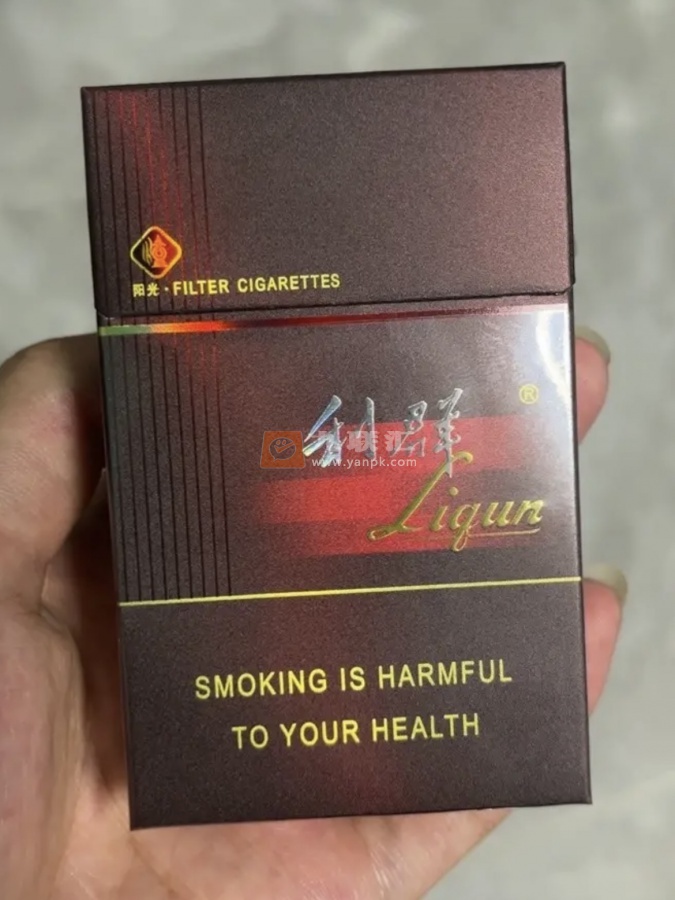 阳光·FILTER CIGARETTES
利群
®
www.yanpk.com
Liqun
SMOKING IS HARMFUL
TO YOUR HEALTH